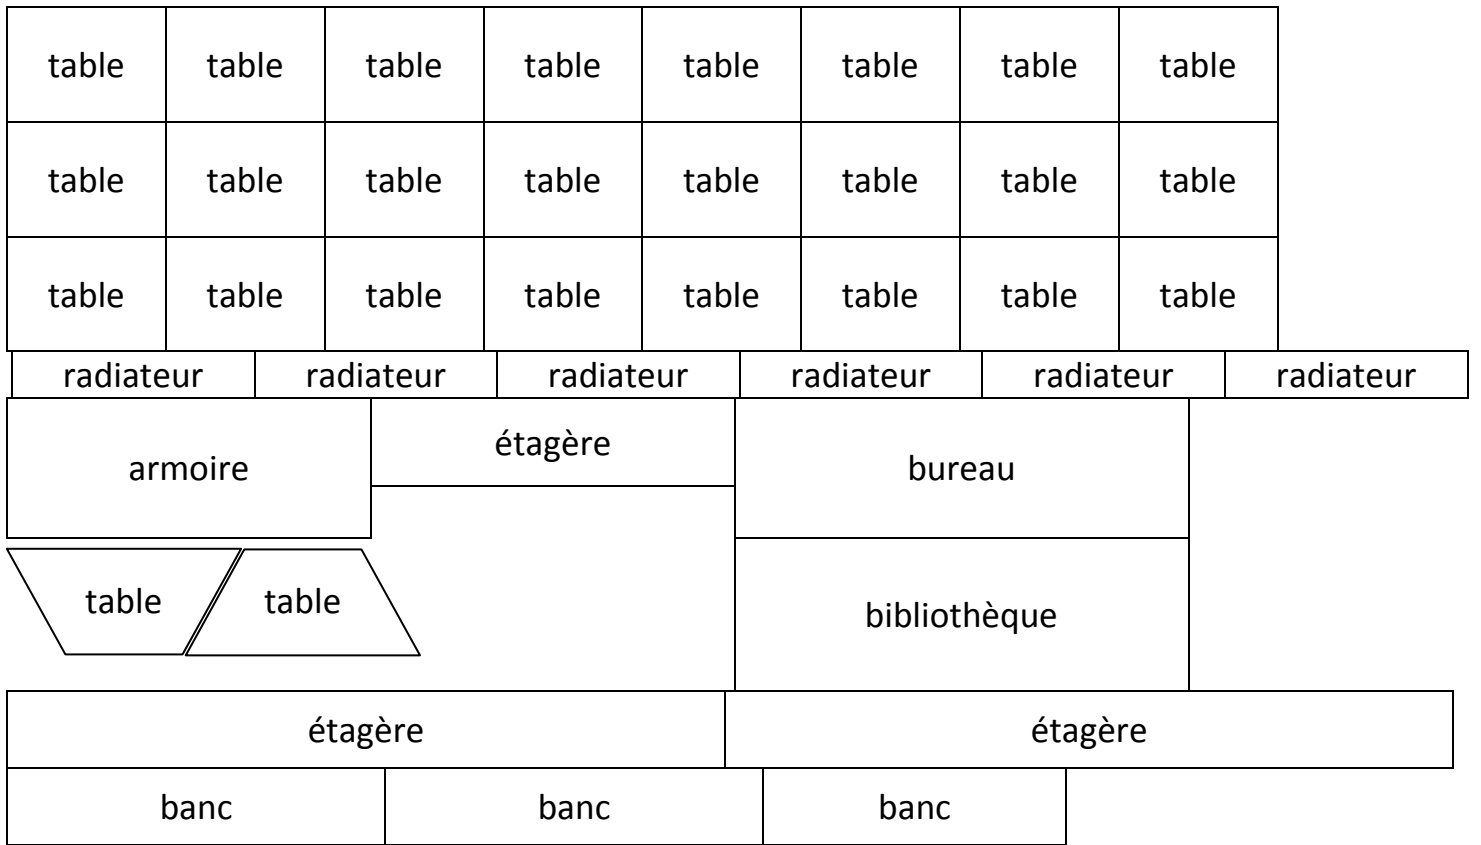 table table table table table table table table
table table table table table table table table
table table table table table table table table
radiateur radiateur radiateur radiateur radiateur radiateur
armoire étagère bureau
table table bibliothèque
étagère étagère
banc banc banc